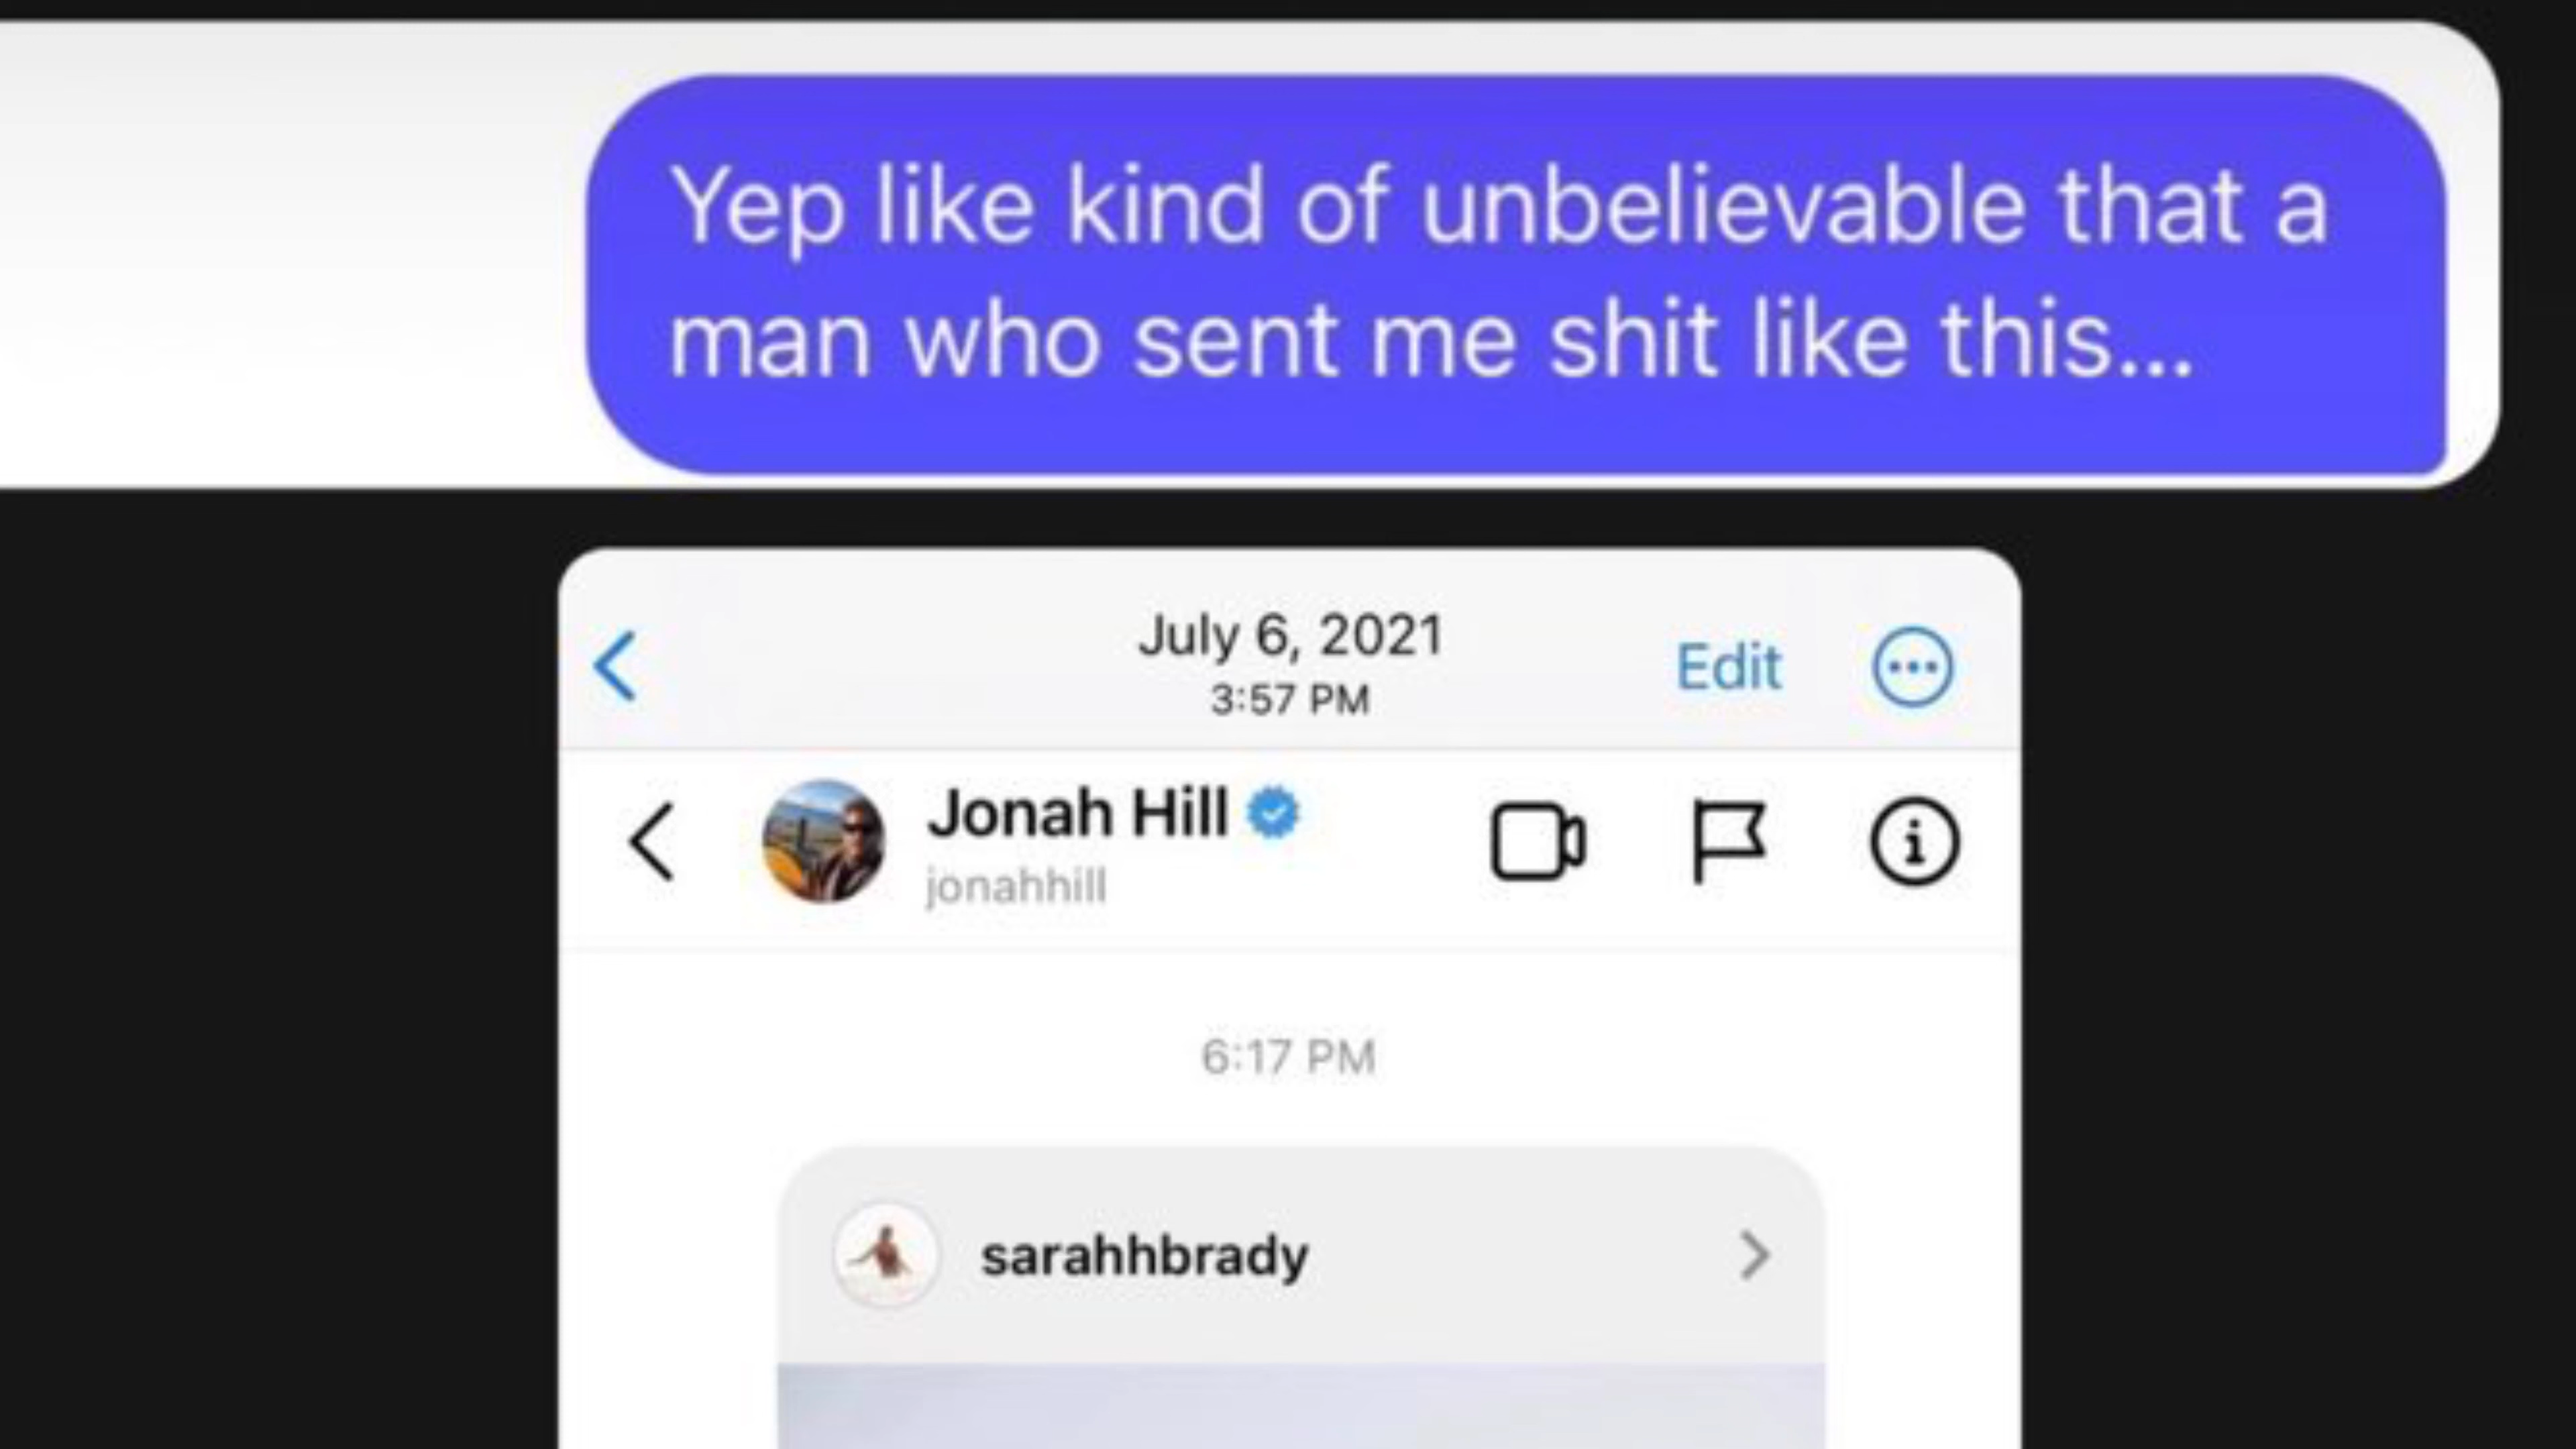 Yep like kind of unbelievable that a
man who sent me shit like this...
July 6, 2021
3:57 PM
Edit
Jonah Hill
jonahhill
6:17 PM
sarahhbrady